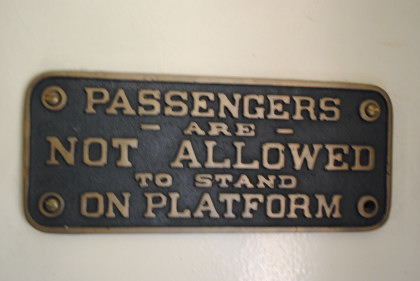 PASSENGERS
- ARE -
NOT ALLOWED
TO STAND
ON PLATFORM